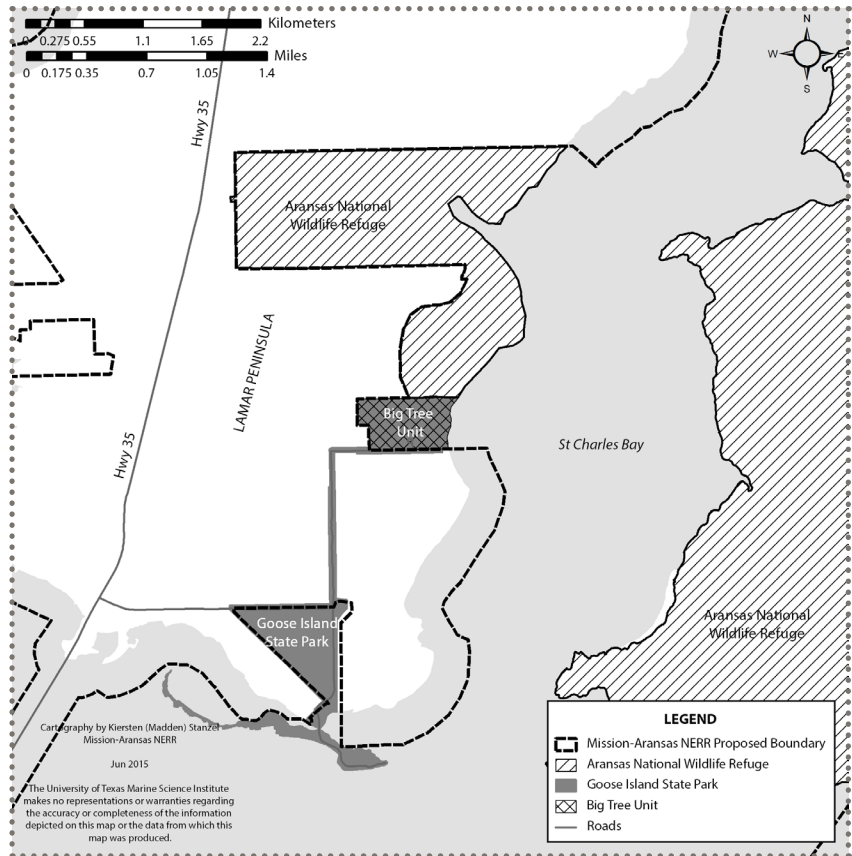 Kilometers
0 0.275 0.55 1.1 1.65 2.2
Miles
0 0.175 0.35 0.7 1.05 1.4
N
W E
S
Hwy 35
Aransas National
Wildlife Refuge
LAMAR PENINSULA
Big Tree
Unit
St Charles Bay
Hwy 35
Goose Island
State Park
Aransas National
Wildlife Refuge
Cartography by Kiersten (Madden) Stanzel
Mission-Aransas NERR
Jun 2015
The University of Texas Marine Science Institute
makes no representations or warranties regarding
the accuracy or completeness of the information
depicted on this map or the data from which this
map was produced.
LEGEND
Mission-Aransas NERR Proposed Boundary
Aransas National Wildlife Refuge
Goose Island State Park
Big Tree Unit
Roads